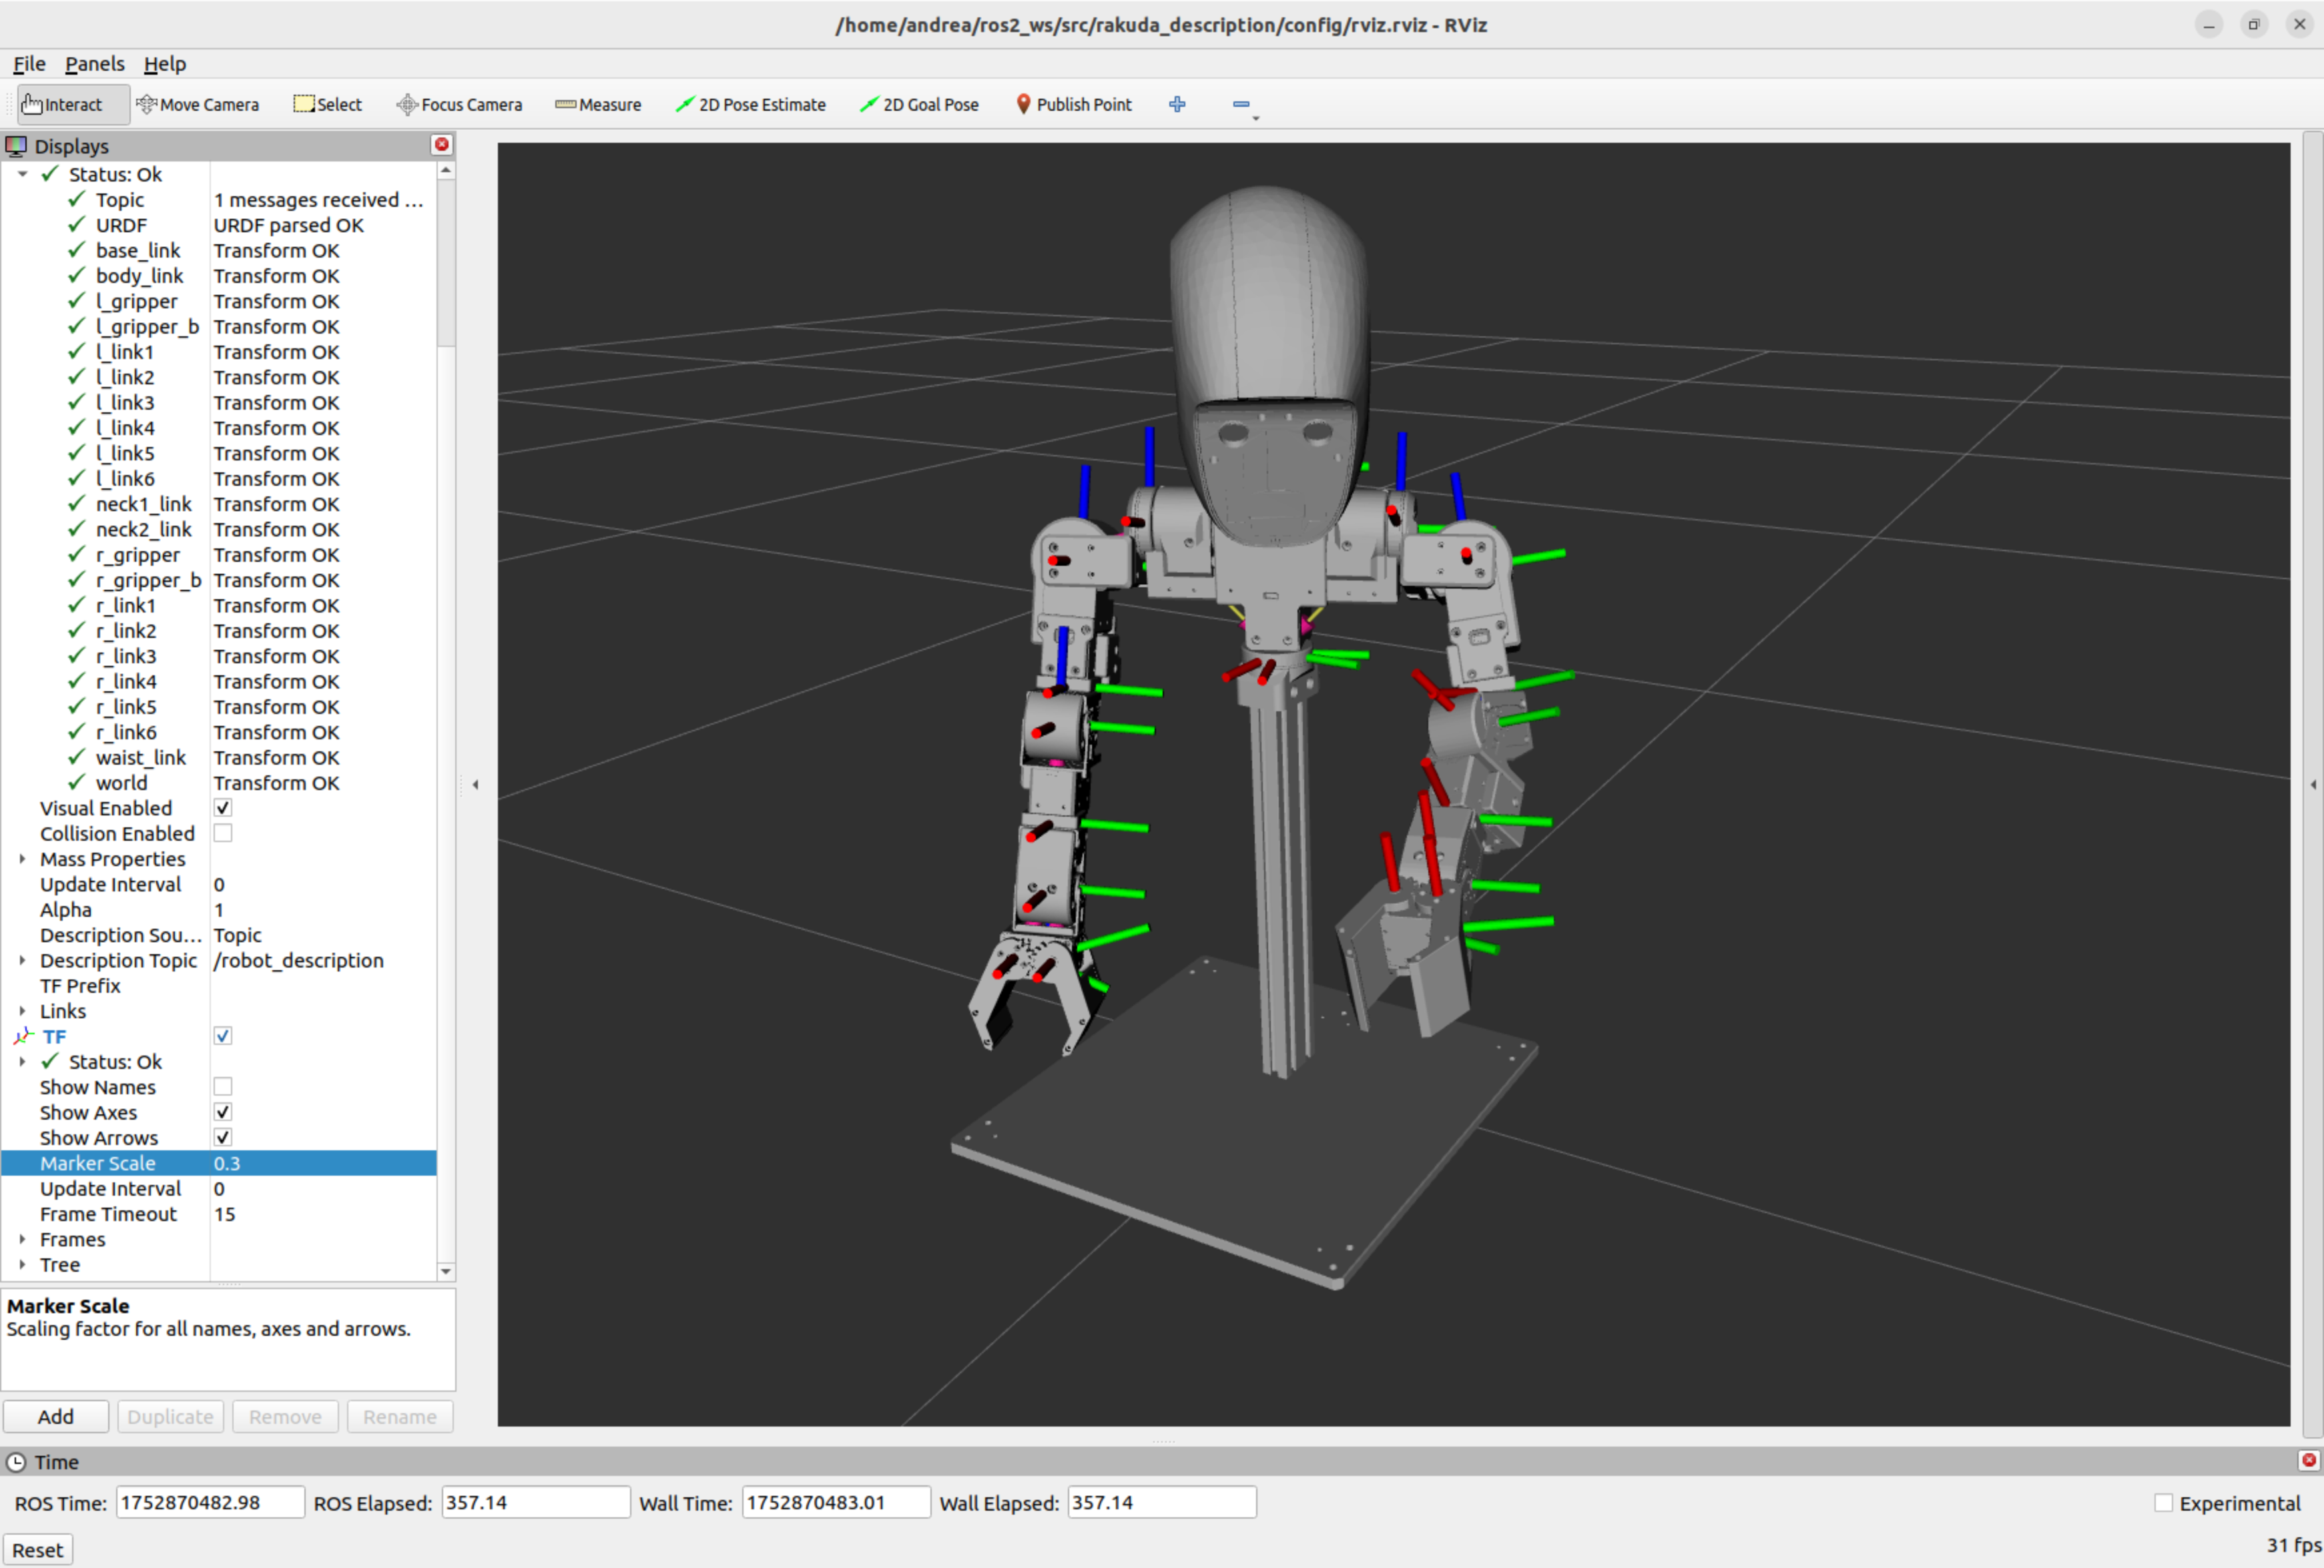 /home/andrea/ros2_ws/src/rakuda_description/config/rviz.rviz - RViz
File Panels Help
Interact Move Camera Select Focus Camera Measure 2D Pose Estimate 2D Goal Pose Publish Point
Displays
Status: Ok
Topic 1 messages received ...
URDF URDF parsed OK
base_link Transform OK
body_link Transform OK
l_gripper Transform OK
l_gripper_b Transform OK
l_link1 Transform OK
l_link2 Transform OK
l_link3 Transform OK
l_link4 Transform OK
l_link5 Transform OK
l_link6 Transform OK
neck1_link Transform OK
neck2_link Transform OK
r_gripper Transform OK
r_gripper_b Transform OK
r_link1 Transform OK
r_link2 Transform OK
r_link3 Transform OK
r_link4 Transform OK
r_link5 Transform OK
r_link6 Transform OK
waist_link Transform OK
world Transform OK
Visual Enabled
Collision Enabled
Mass Properties
Update Interval 0
Alpha 1
Description Sou... Topic
Description Topic /robot_description
TF Prefix
Links
TF
Status: Ok
Show Names
Show Axes
Show Arrows
Marker Scale 0.3
Update Interval 0
Frame Timeout 15
Frames
Tree
Marker Scale
Scaling factor for all names, axes and arrows.
Add Duplicate Remove Rename
Time
ROS Time: 1752870482.98 ROS Elapsed: 357.14 Wall Time: 1752870483.01 Wall Elapsed: 357.14 Experimental
Reset 31 fps